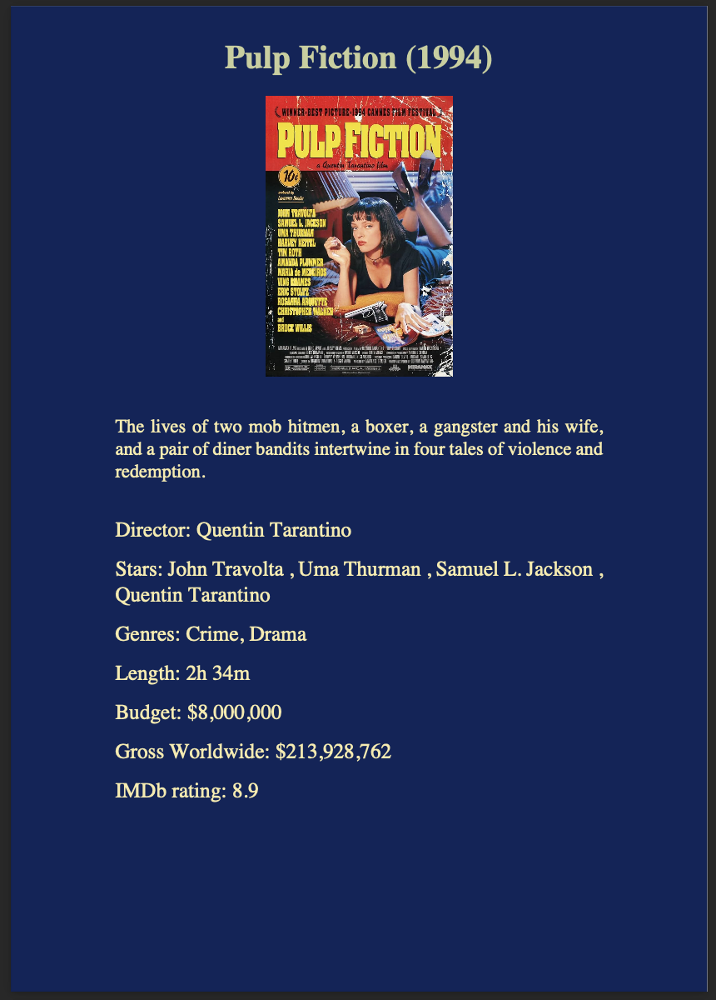 Pulp Fiction (1994)
WINNER·BEST PICTURE·1994 CANNES FILM FESTIVAL
PULP FICTION
a Quentin Tarantino film
10¢
produced by
Lawrence Bender
JOHN TRAVOLTA
SAMUEL L. JACKSON
UMA THURMAN
HARVEY KEITEL
TIM ROTH
AMANDA PLUMMER
MARIA de MEDEIROS
VING RHAMES
ERIC STOLTZ
ROSANNA ARQUETTE
CHRISTOPHER WALKEN
and
BRUCE WILLIS
MIRAMAX
The lives of two mob hitmen, a boxer, a gangster and his wife,
and a pair of diner bandits intertwine in four tales of violence and
redemption.
Director: Quentin Tarantino
Stars: John Travolta , Uma Thurman , Samuel L. Jackson ,
Quentin Tarantino
Genres: Crime, Drama
Length: 2h 34m
Budget: $8,000,000
Gross Worldwide: $213,928,762
IMDb rating: 8.9